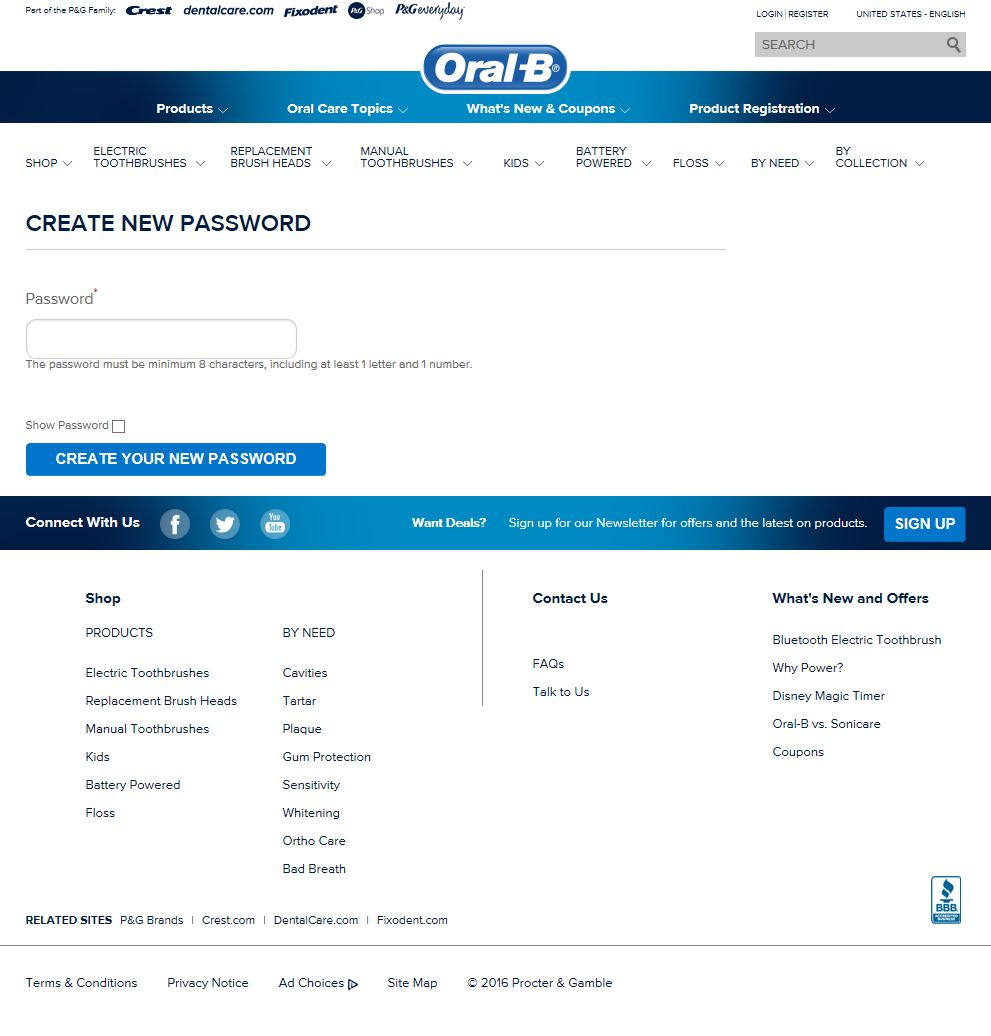 Part of the P&G Family: Crest dentalcare.com Fixodent P&G Shop P&G everyday
LOGIN | REGISTER UNITED STATES - ENGLISH
SEARCH
Oral-B®
Products Oral Care Topics What's New & Coupons Product Registration
SHOP
ELECTRIC
TOOTHBRUSHES
REPLACEMENT
BRUSH HEADS
MANUAL
TOOTHBRUSHES
KIDS
BATTERY
POWERED
FLOSS
BY NEED
BY
COLLECTION
CREATE NEW PASSWORD
Password*
The password must be minimum 8 characters, including at least 1 letter and 1 number.
Show Password
CREATE YOUR NEW PASSWORD
Connect With Us
f
You
Tube
Want Deals? Sign up for our Newsletter for offers and the latest on products. SIGN UP
Shop
PRODUCTS
Electric Toothbrushes
Replacement Brush Heads
Manual Toothbrushes
Kids
Battery Powered
Floss
BY NEED
Cavities
Tartar
Plaque
Gum Protection
Sensitivity
Whitening
Ortho Care
Bad Breath
Contact Us
FAQs
Talk to Us
What's New and Offers
Bluetooth Electric Toothbrush
Why Power?
Disney Magic Timer
Oral-B vs. Sonicare
Coupons
BBB
ACCREDITED
BUSINESS
RELATED SITES P&G Brands | Crest.com | DentalCare.com | Fixodent.com
Terms & Conditions Privacy Notice Ad Choices Site Map © 2016 Procter & Gamble